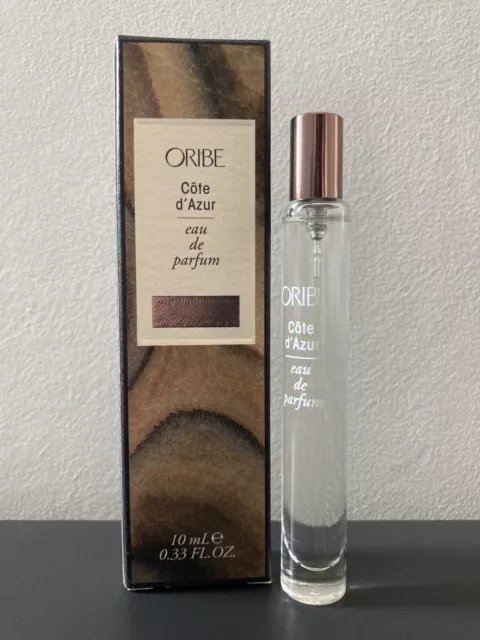 ORIBE
Côte
d'Azur
eau
de
parfum
10 mL℮
0.33 FL.OZ.
ORIBE
Côte
d'Azur
eau
de
parfum